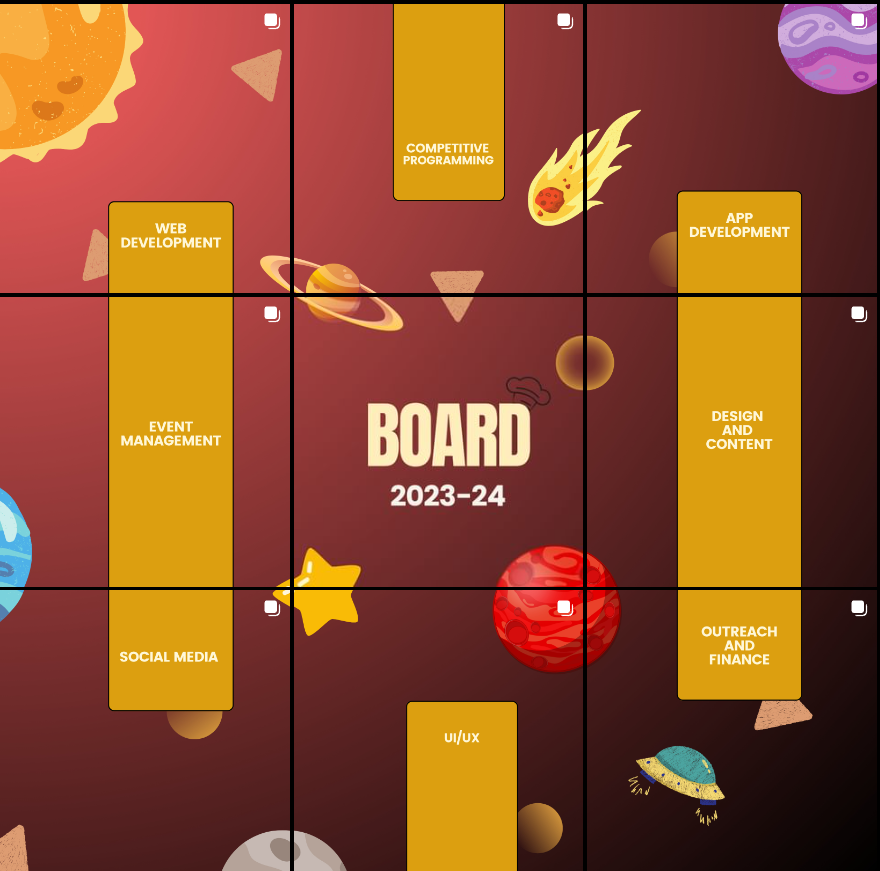 COMPETITIVE
PROGRAMMING
WEB
DEVELOPMENT
APP
DEVELOPMENT
EVENT
MANAGEMENT
BOARD
2023-24
DESIGN
AND
CONTENT
SOCIAL MEDIA
OUTREACH
AND
FINANCE
UI/UX